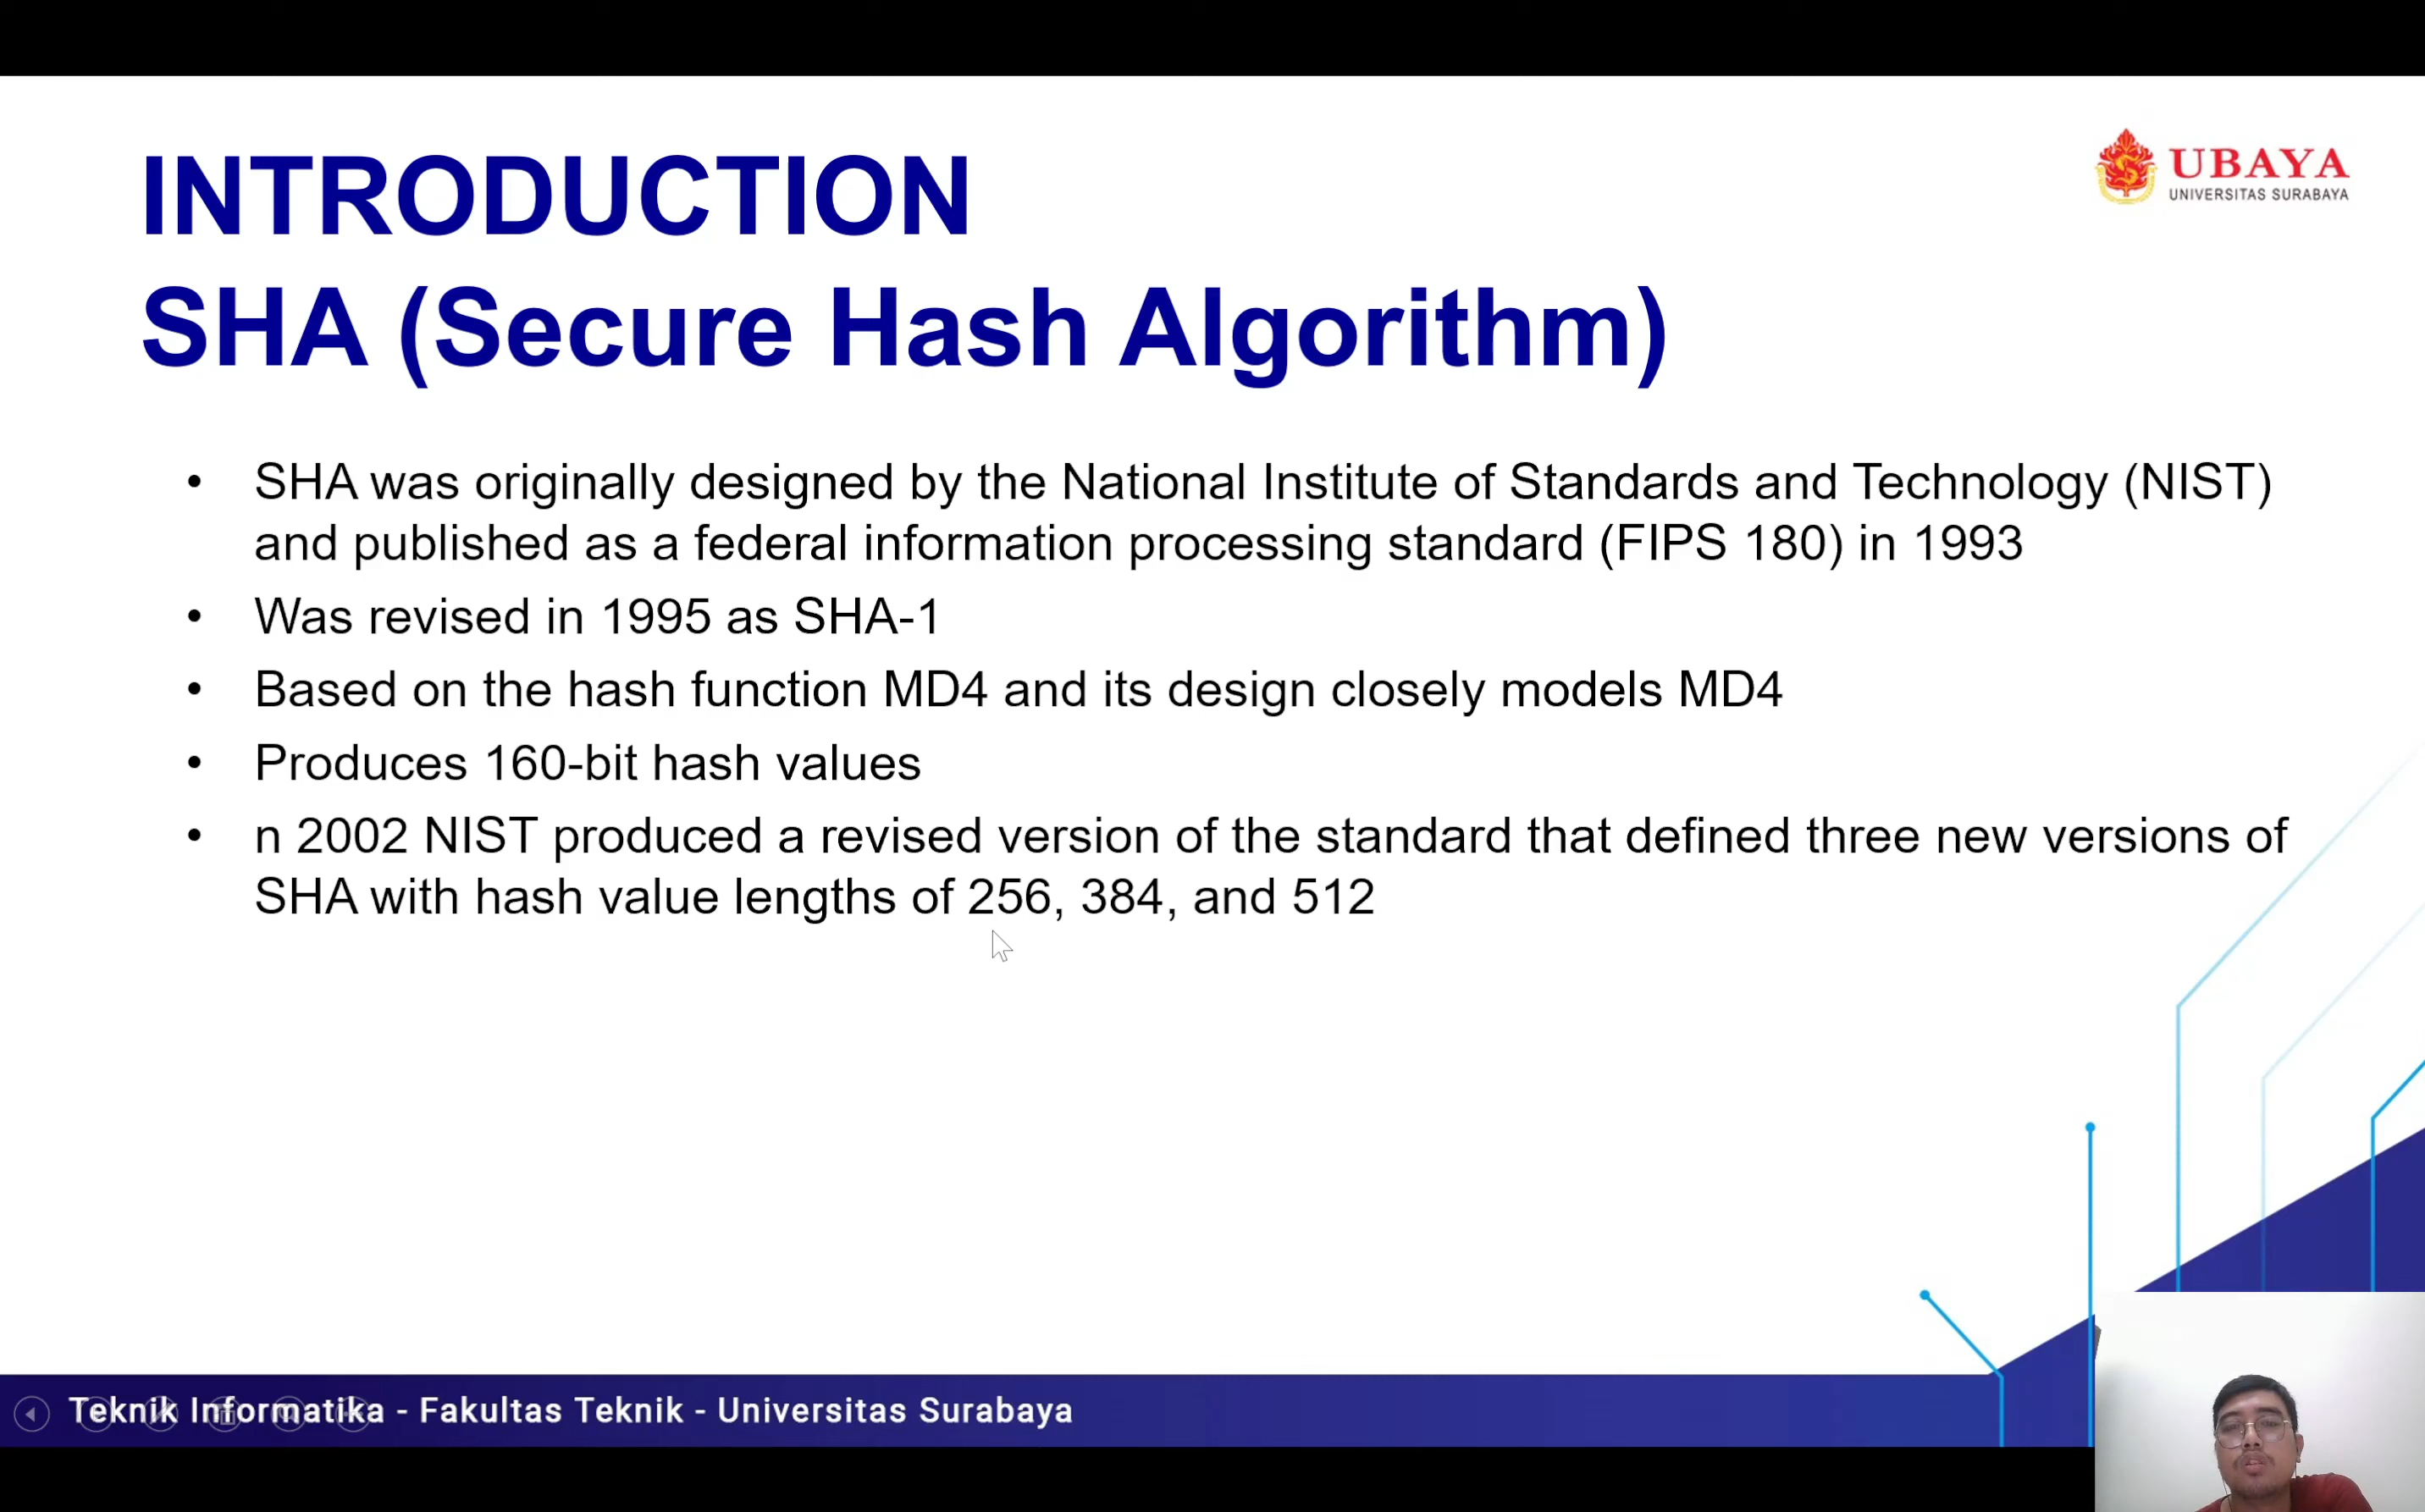 INTRODUCTION
SHA (Secure Hash Algorithm)
UBAYA
UNIVERSITAS SURABAYA
• SHA was originally designed by the National Institute of Standards and Technology (NIST)
and published as a federal information processing standard (FIPS 180) in 1993
• Was revised in 1995 as SHA-1
• Based on the hash function MD4 and its design closely models MD4
• Produces 160-bit hash values
• n 2002 NIST produced a revised version of the standard that defined three new versions of
SHA with hash value lengths of 256, 384, and 512
Teknik Informatika - Fakultas Teknik - Universitas Surabaya